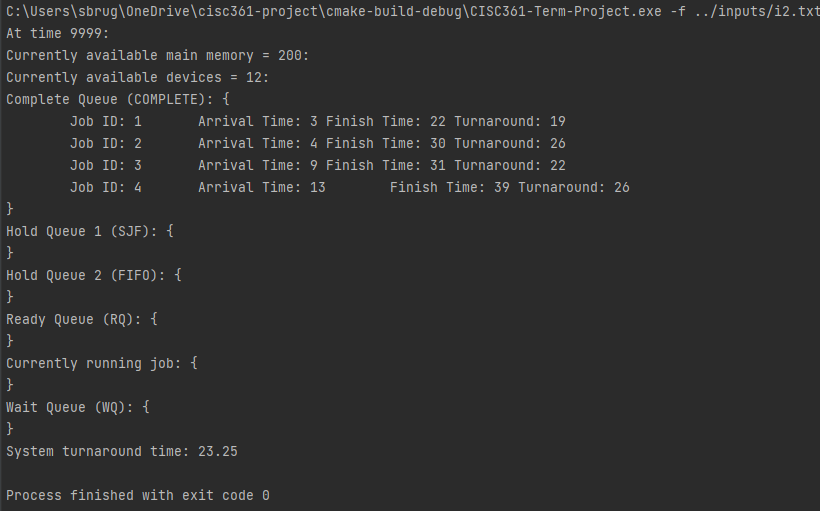 C:\Users\sbrug\OneDrive\cisc361-project\cmake-build-debug\CISC361-Term-Project.exe -f ../inputs/i2.txt
At time 9999:
Currently available main memory = 200:
Currently available devices = 12:
Complete Queue (COMPLETE): {
        Job ID: 1       Arrival Time: 3 Finish Time: 22 Turnaround: 19
        Job ID: 2       Arrival Time: 4 Finish Time: 30 Turnaround: 26
        Job ID: 3       Arrival Time: 9 Finish Time: 31 Turnaround: 22
        Job ID: 4       Arrival Time: 13        Finish Time: 39 Turnaround: 26
}
Hold Queue 1 (SJF): {
}
Hold Queue 2 (FIFO): {
}
Ready Queue (RQ): {
}
Currently running job: {
}
Wait Queue (WQ): {
}
System turnaround time: 23.25

Process finished with exit code 0